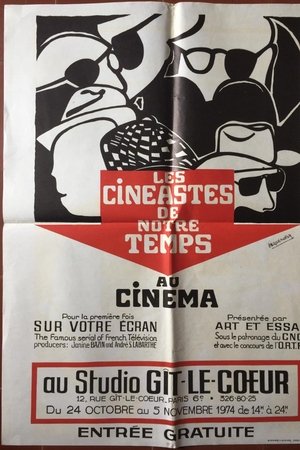 LES
CINÉASTES
DE
NOTRE
TEMPS
AU
CINEMA
Pour la première fois
SUR VOTRE ÉCRAN
The Famous serial of French Télévision
producers: Janine BAZIN and André S. LABARTHE
Présentée par
ART ET ESSA
Sous le patronage du CNC
et avec le concours de l'O.R.T.
au Studio GIT-LE-COEUR
12, RUE GIT-LE-COEUR. PARIS 6e 326-80-25
Du 24 OCTOBRE au 5 NOVEMBRE 1974 de 14H à 24H
ENTRÉE GRATUITE